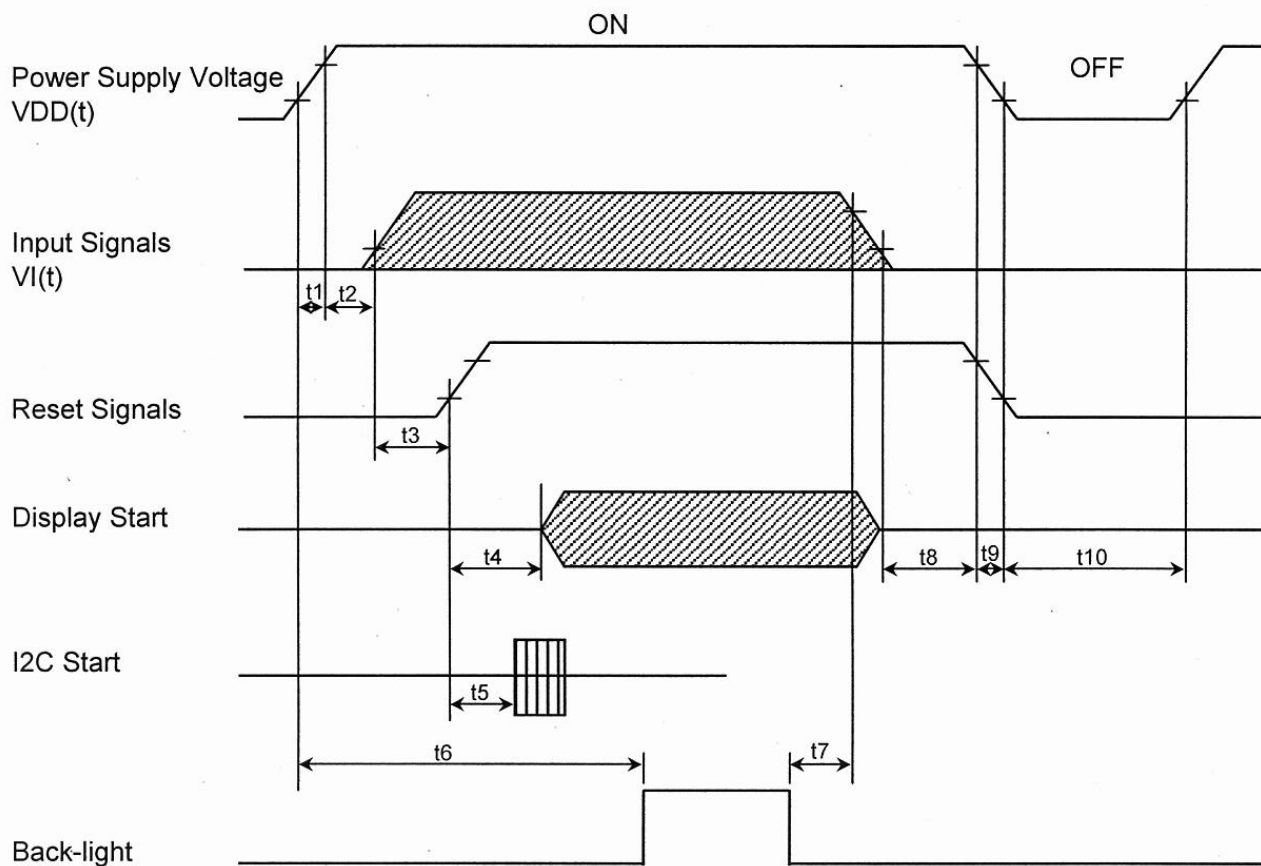 ON
Power Supply Voltage
VDD(t)
OFF
Input Signals
VI(t)
t1
t2
Reset Signals
t3
Display Start
t4
t8
t9
t10
I2C Start
t5
t6
t7
Back-light